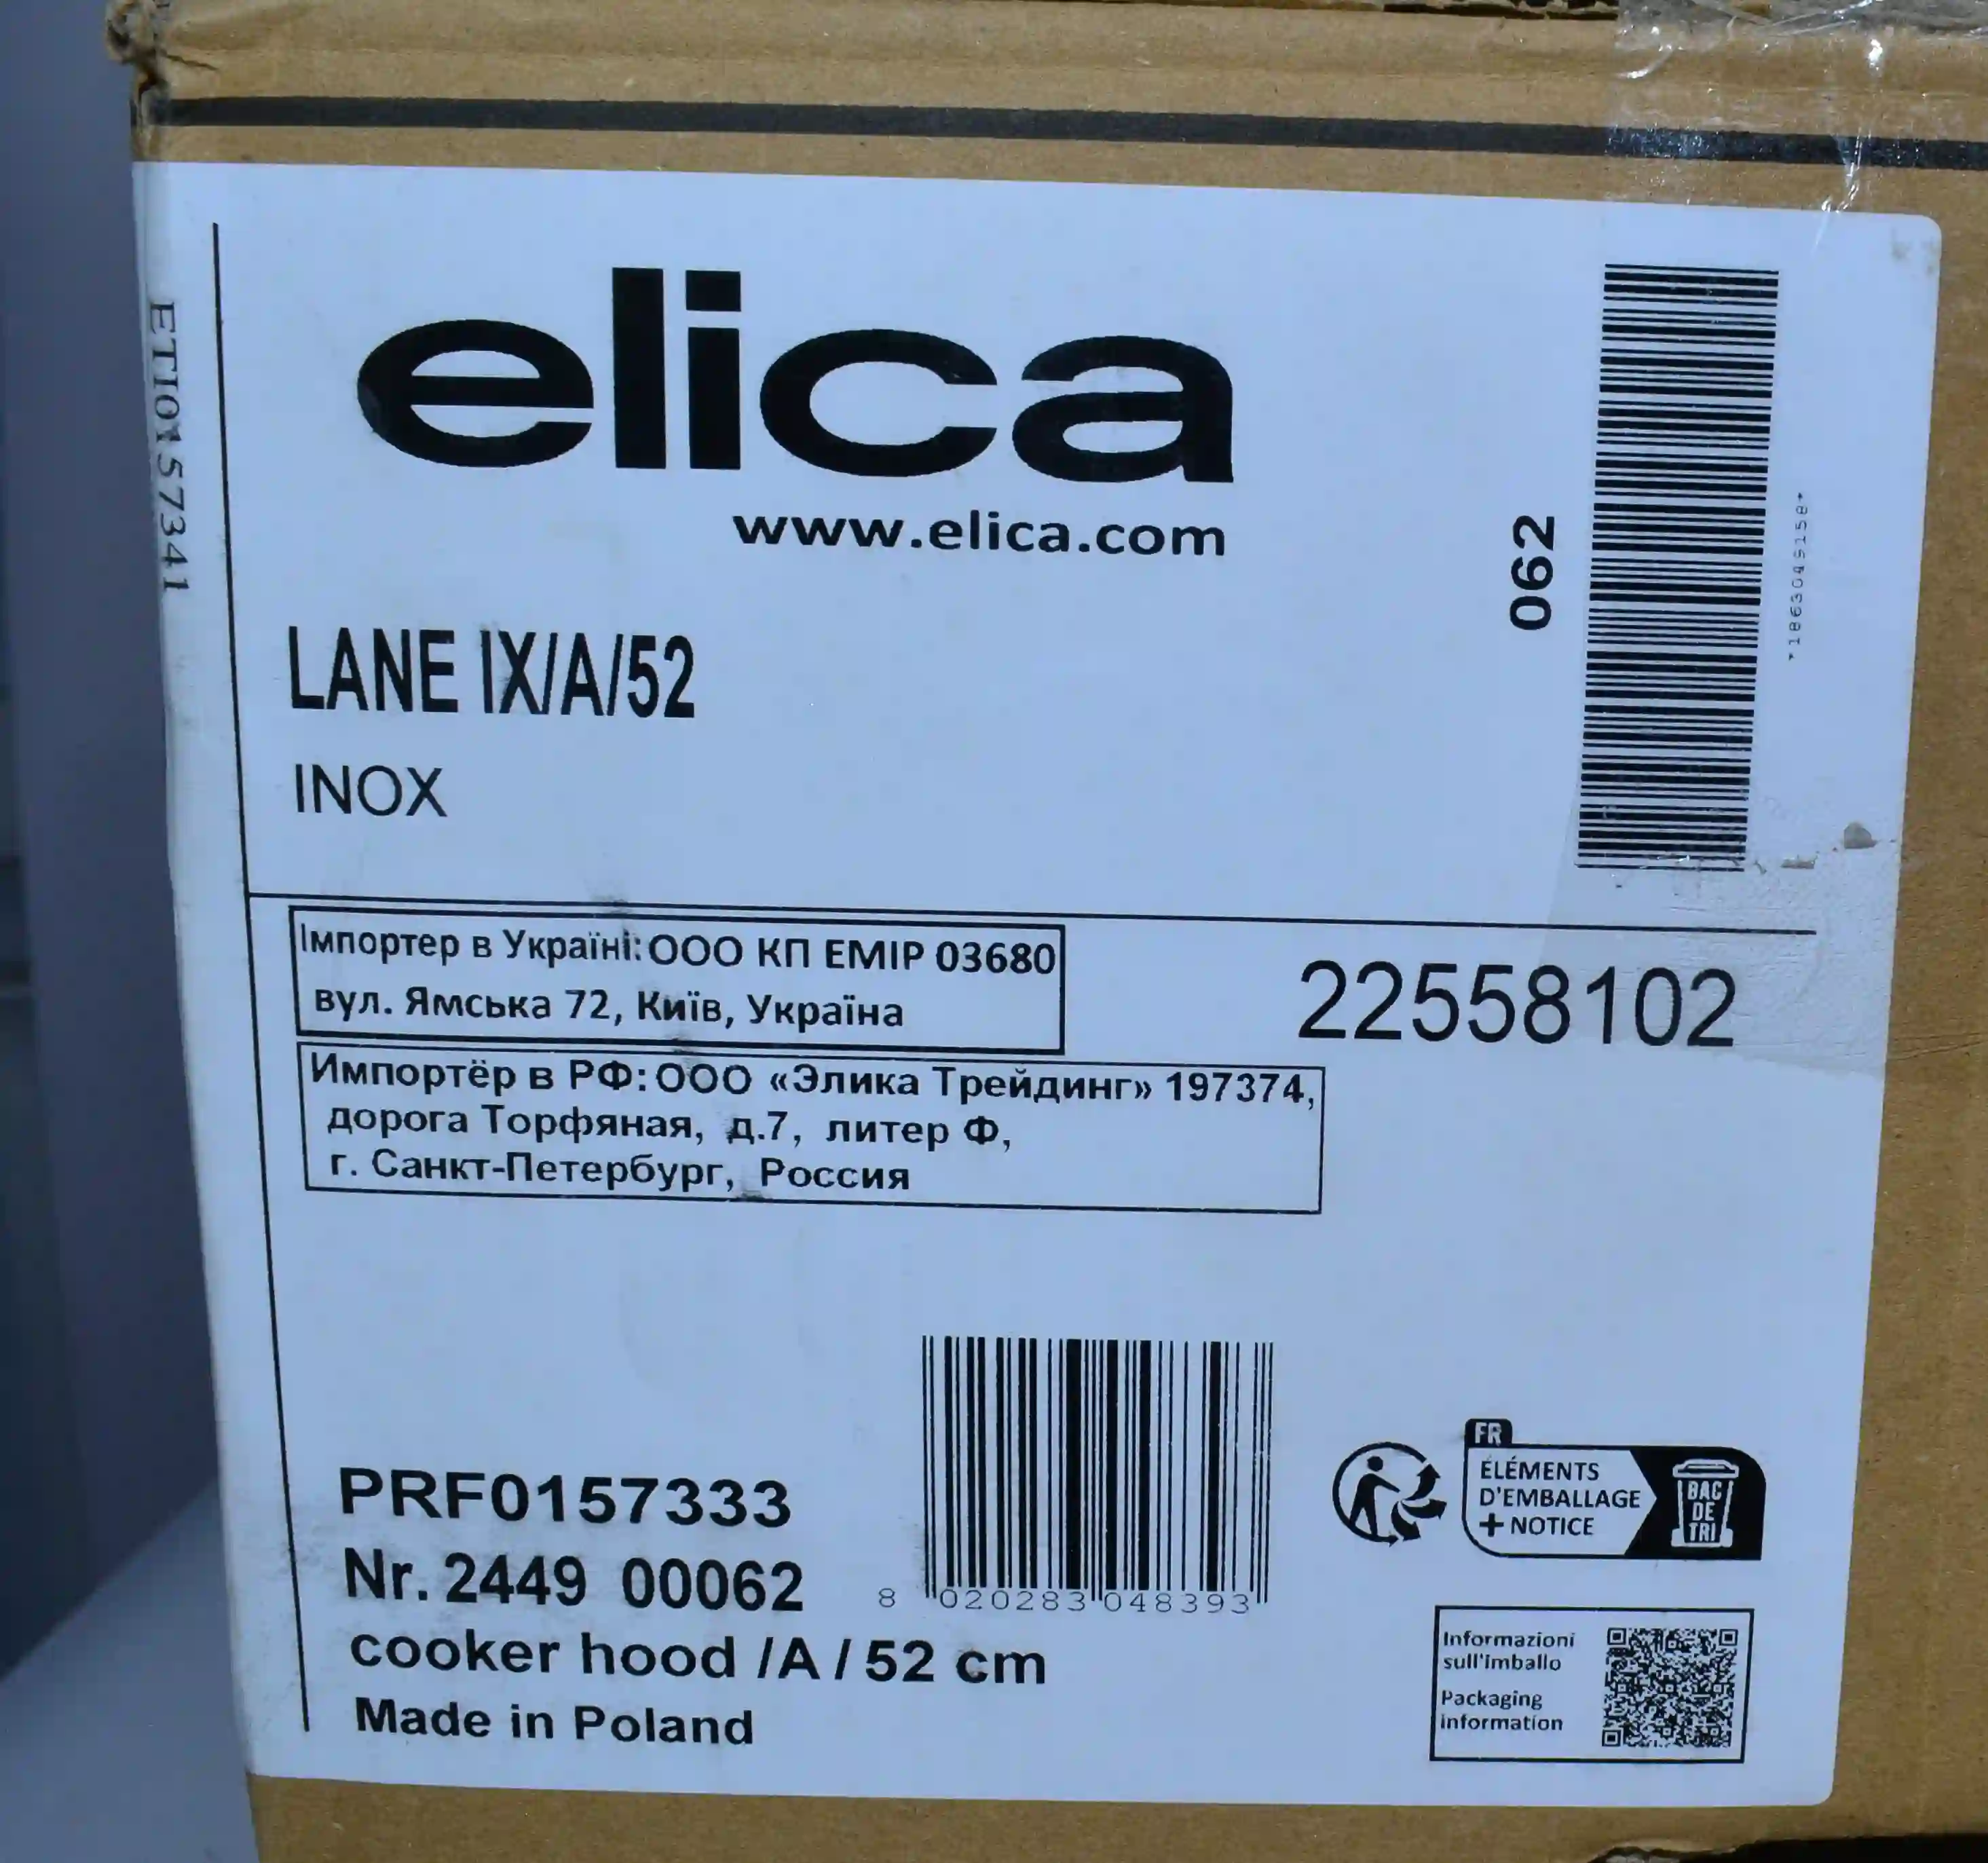 ETI0157341
elica
www.elica.com
062
*1863049158*
LANE IX/A/52
INOX
Імпортер в Україні: ООО КП ЕМІР 03680
вул. Ямська 72, Київ, Україна
22558102
Импортёр в РФ: ООО «Элика Трейдинг» 197374,
дорога Торфяная, д.7, литер Ф,
г. Санкт-Петербург, Россия
PRF0157333
Nr. 2449 00062
8 020283 048393
cooker hood /A / 52 cm
Made in Poland
FR
ÉLÉMENTS
D'EMBALLAGE
+ NOTICE
BAC
DE
TRI
Informazioni
sull'imballo
Packaging
information